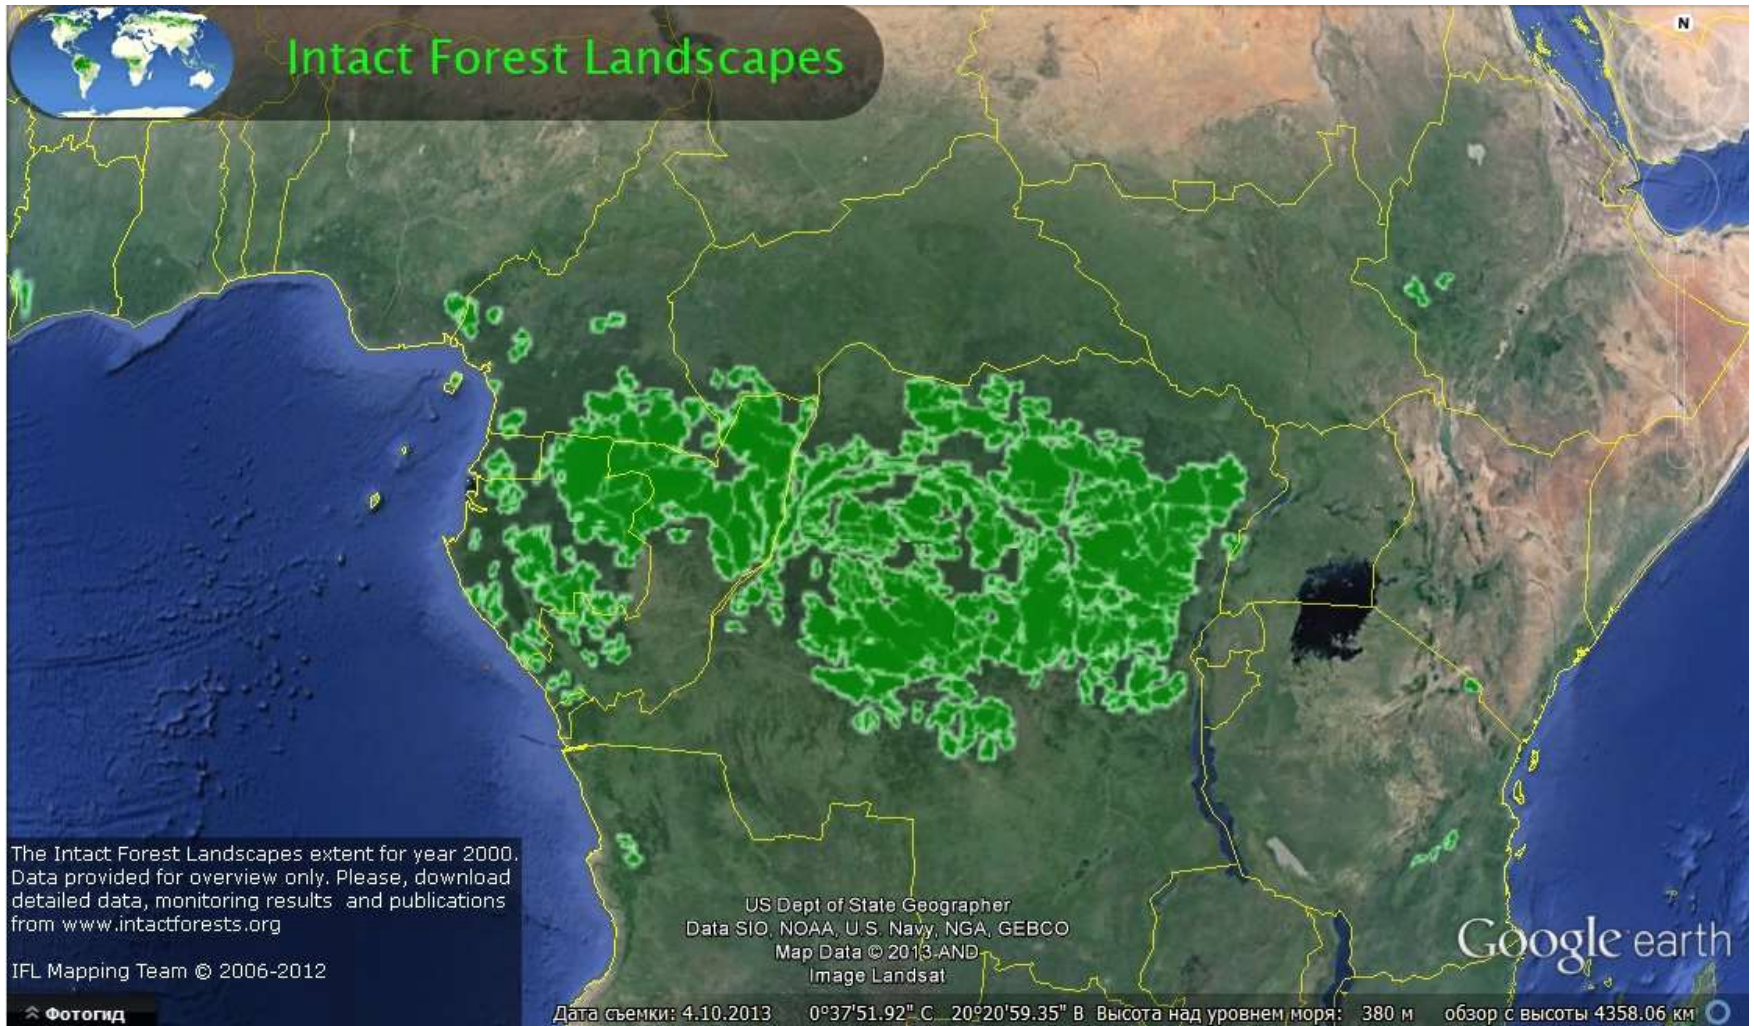 N
Intact Forest Landscapes
The Intact Forest Landscapes extent for year 2000.
Data provided for overview only. Please, download
detailed data, monitoring results and publications
from www.intactforests.org
IFL Mapping Team © 2006-2012
US Dept of State Geographer
Data SIO, NOAA, U.S. Navy, NGA, GEBCO
Map Data © 2013 AND
Image Landsat
Google earth
Фотогид
Дата съемки: 4.10.2013 0°37'51.92" С 20°20'59.35" В Высота над уровнем моря: 380 м обзор с высоты 4358.06 км